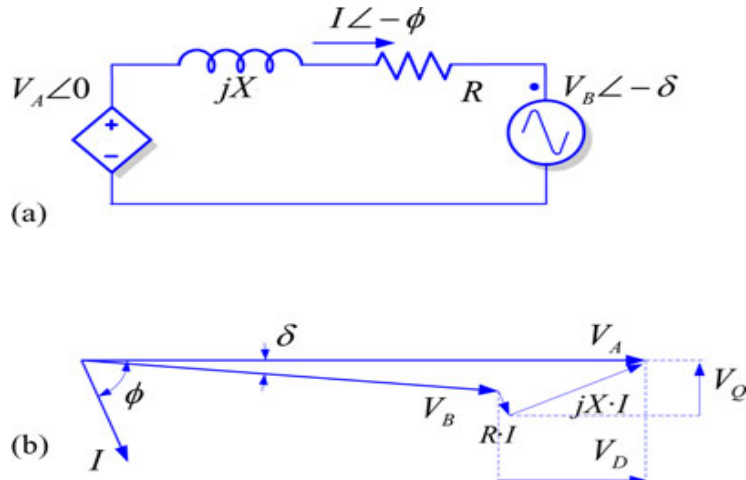 I∠−ϕ
V_A∠0
jX
R
V_B∠−δ
+
−
(a)
δ
V_A
ϕ
V_B
R·I
jX·I
V_Q
I
V_D
(b)